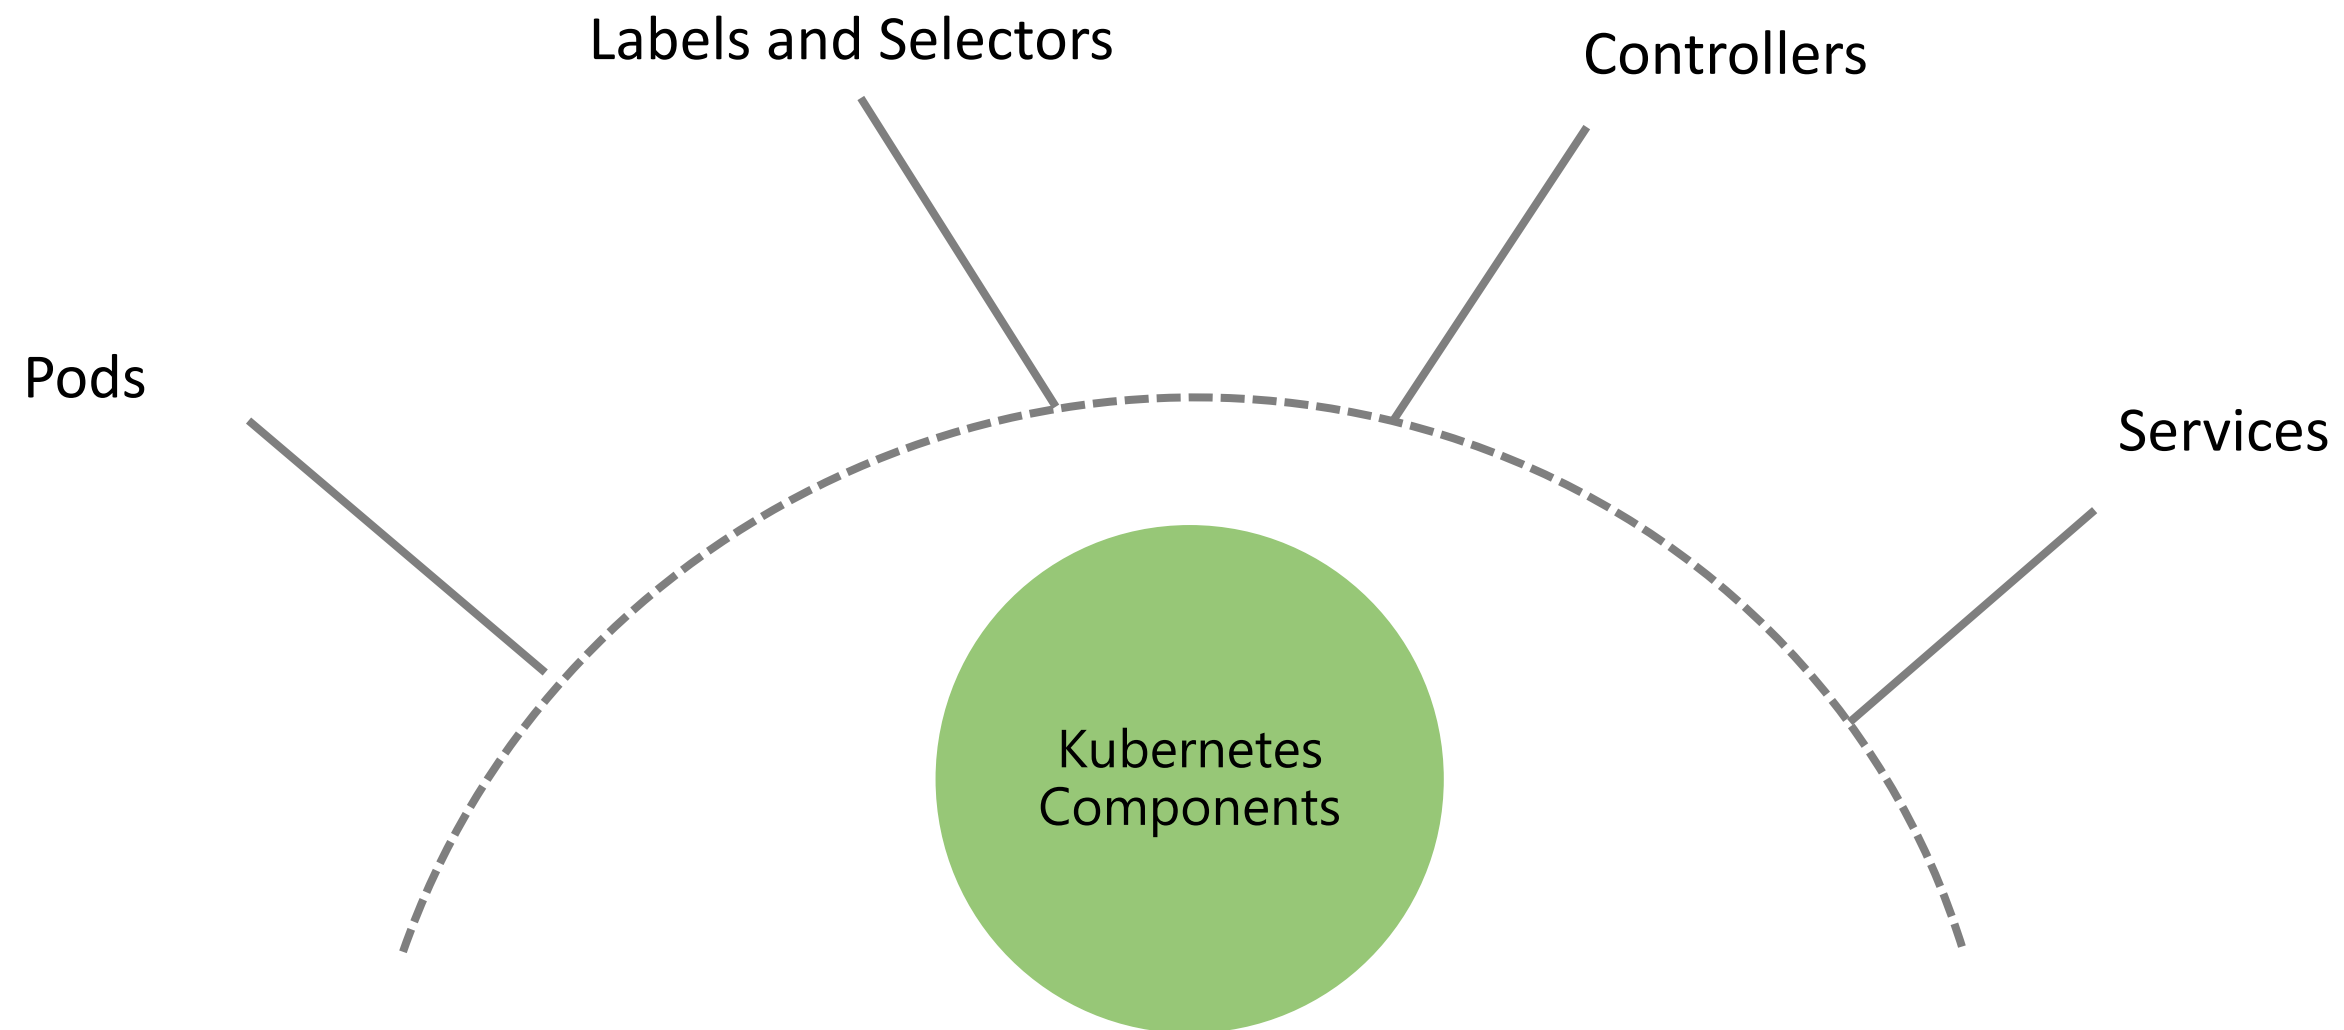 Labels and Selectors
Controllers
Pods
Services
Kubernetes
Components